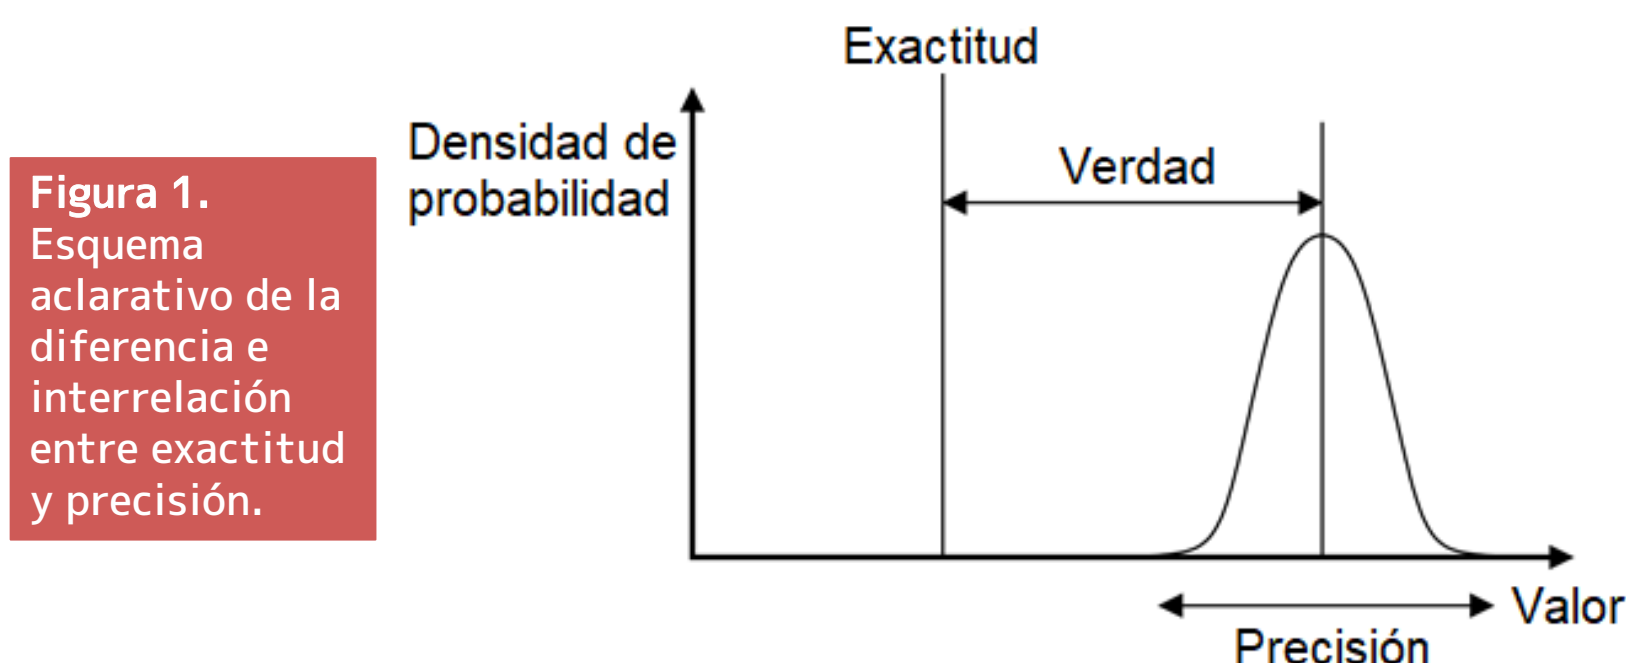 Figura 1.
Esquema
aclarativo de la
diferencia e
interrelación
entre exactitud
y precisión.
Exactitud
Densidad de
probabilidad
Verdad
Valor
Precisión